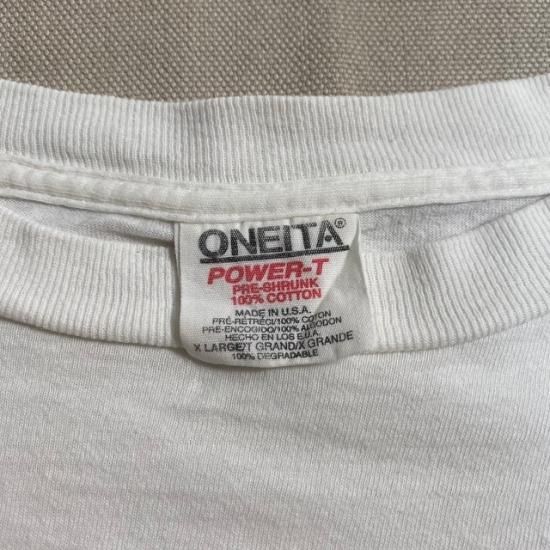 ONEITA®
POWER-T
PRE-SHRUNK
100% COTTON
MADE IN U.S.A.
PRÉ-RÉTRÉCI/100% COTON
PRE-ENCOGIDO/100% ALGODON
HECHO EN LOS E.U.A.
X LARGE/T GRAND/X GRANDE
100% DEGRADABLE